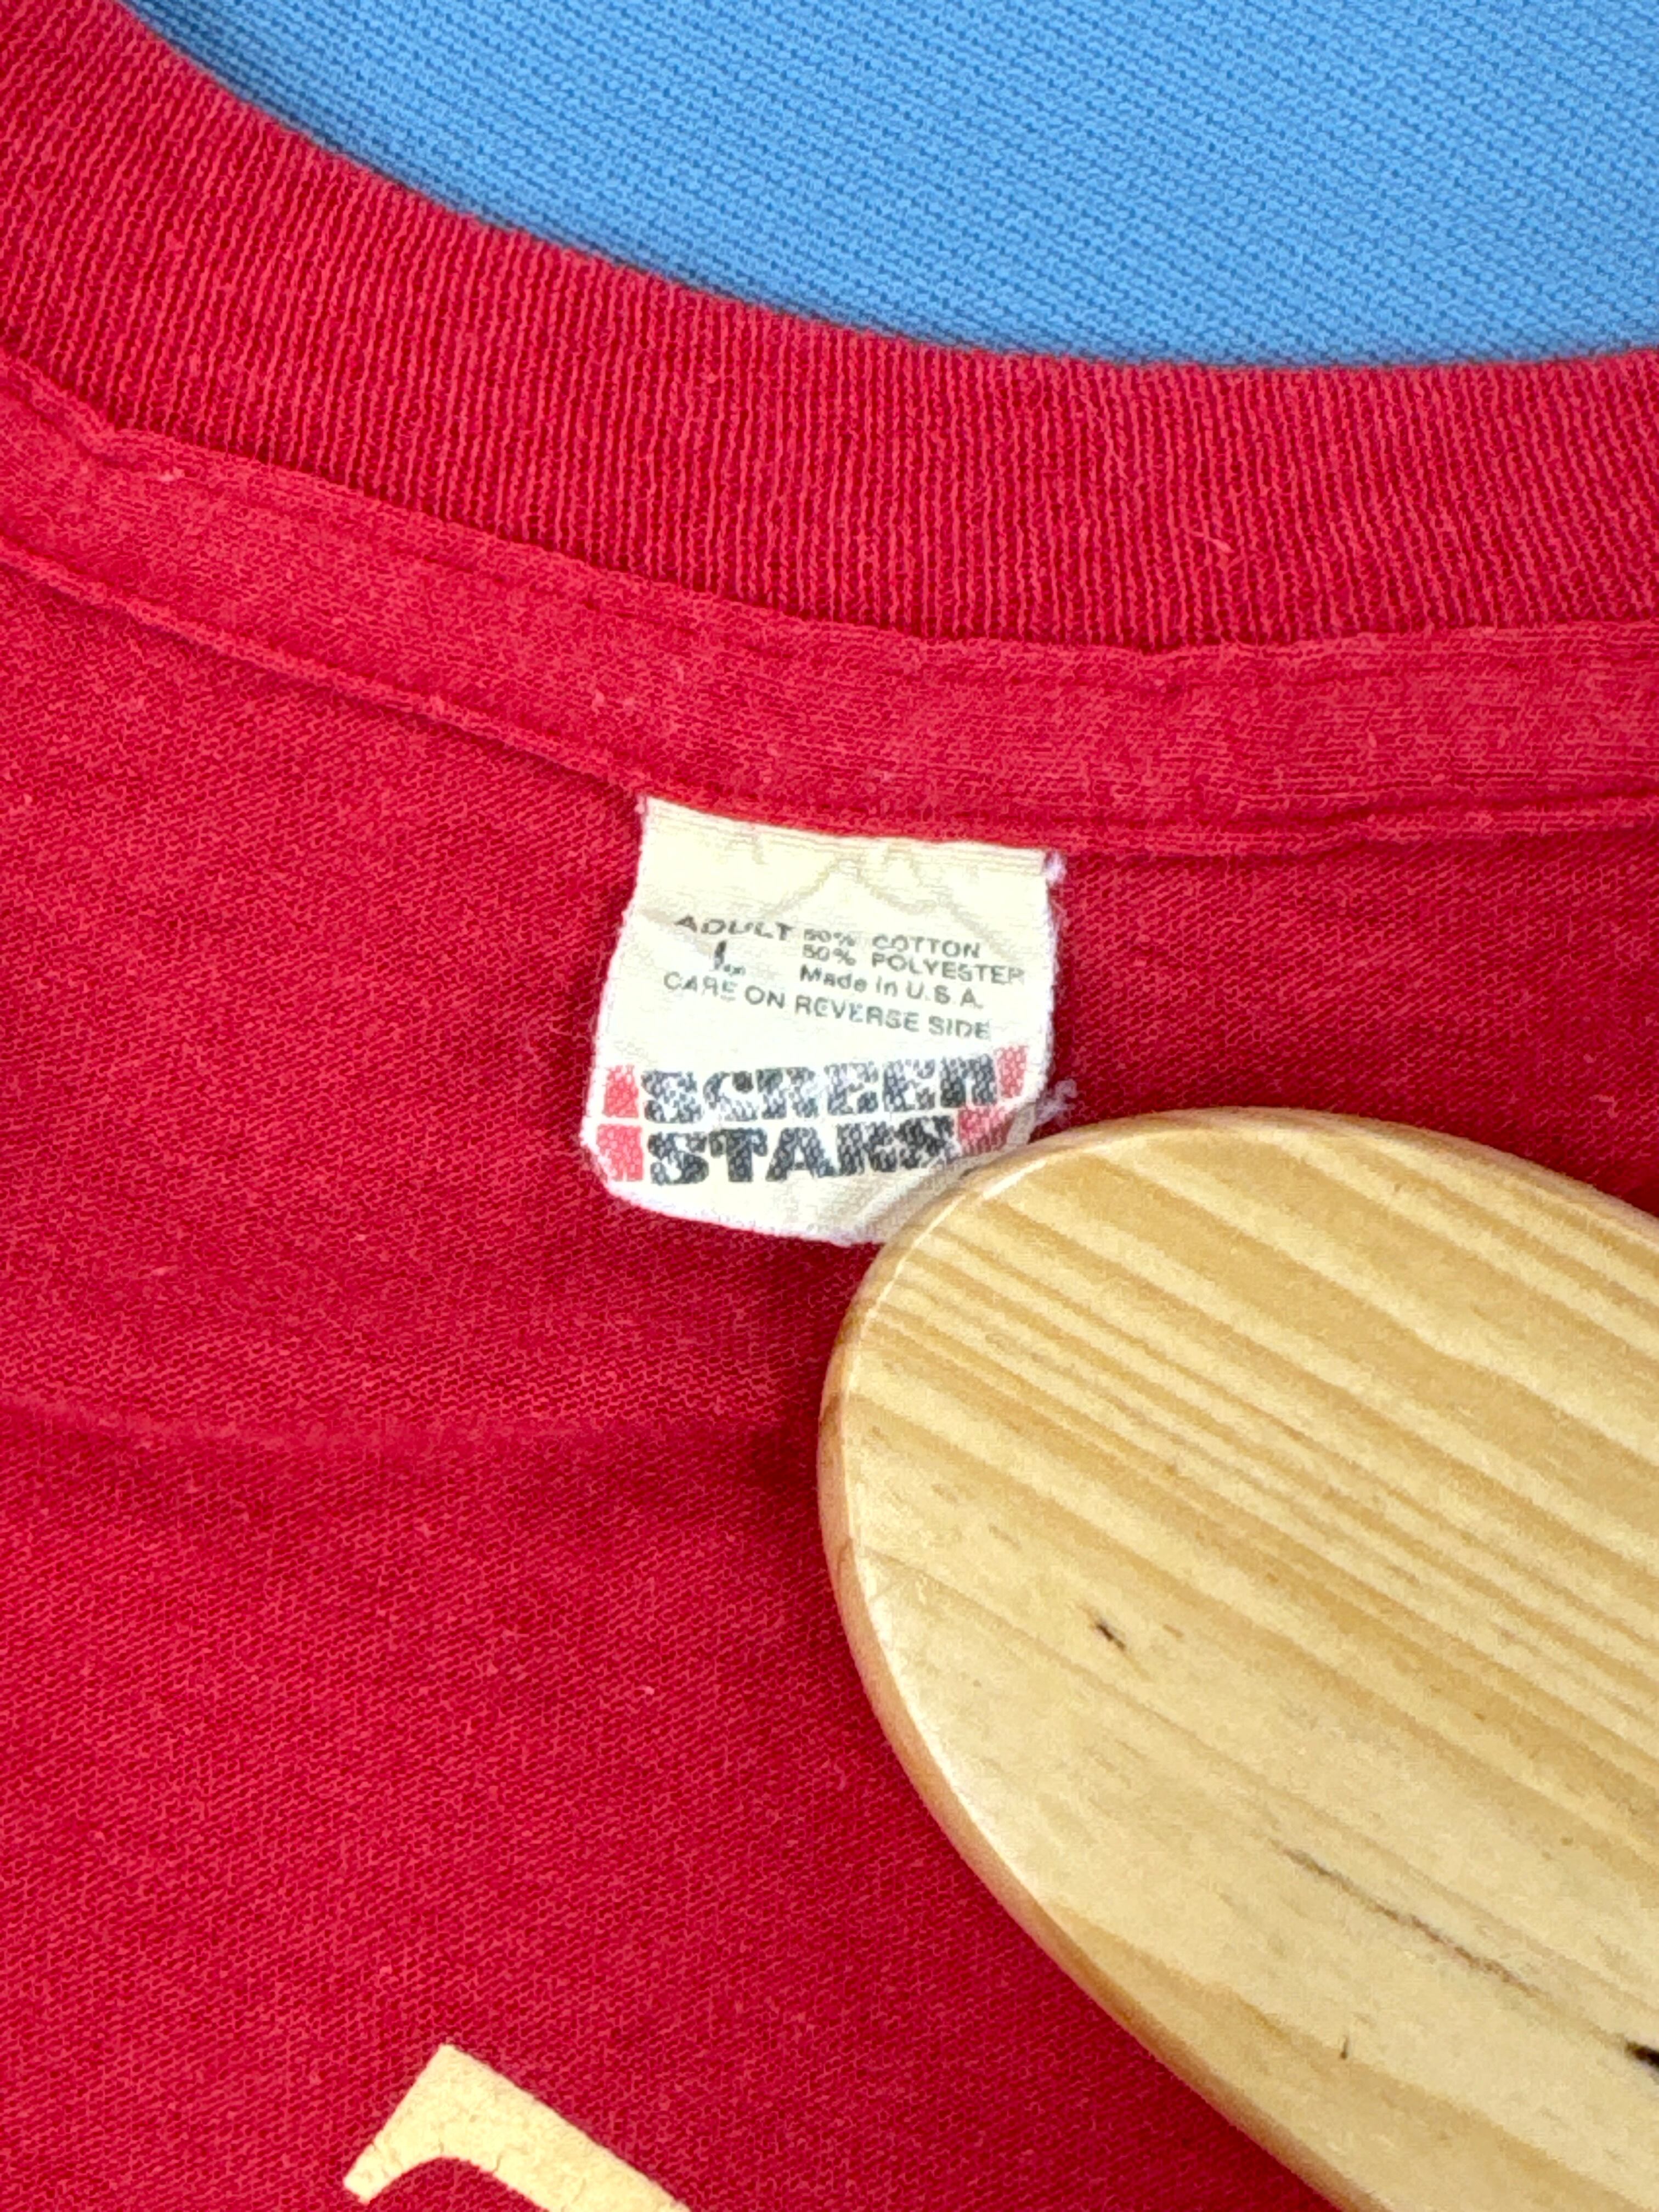 ADULT 50% COTTON
L 50% POLYESTER
Made in U.S.A.
CARE ON REVERSE SIDE
SCREEN
STARS